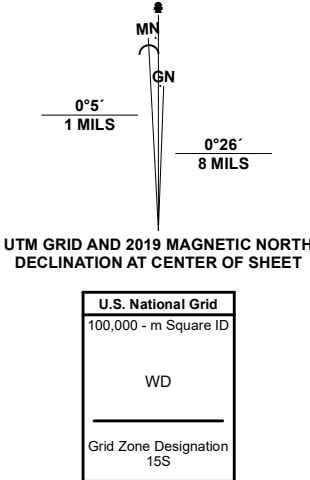 MN
GN
0°5´
1 MILS
0°26´
8 MILS
UTM GRID AND 2019 MAGNETIC NORTH
DECLINATION AT CENTER OF SHEET
U.S. National Grid
100,000 - m Square ID
WD
Grid Zone Designation
15S